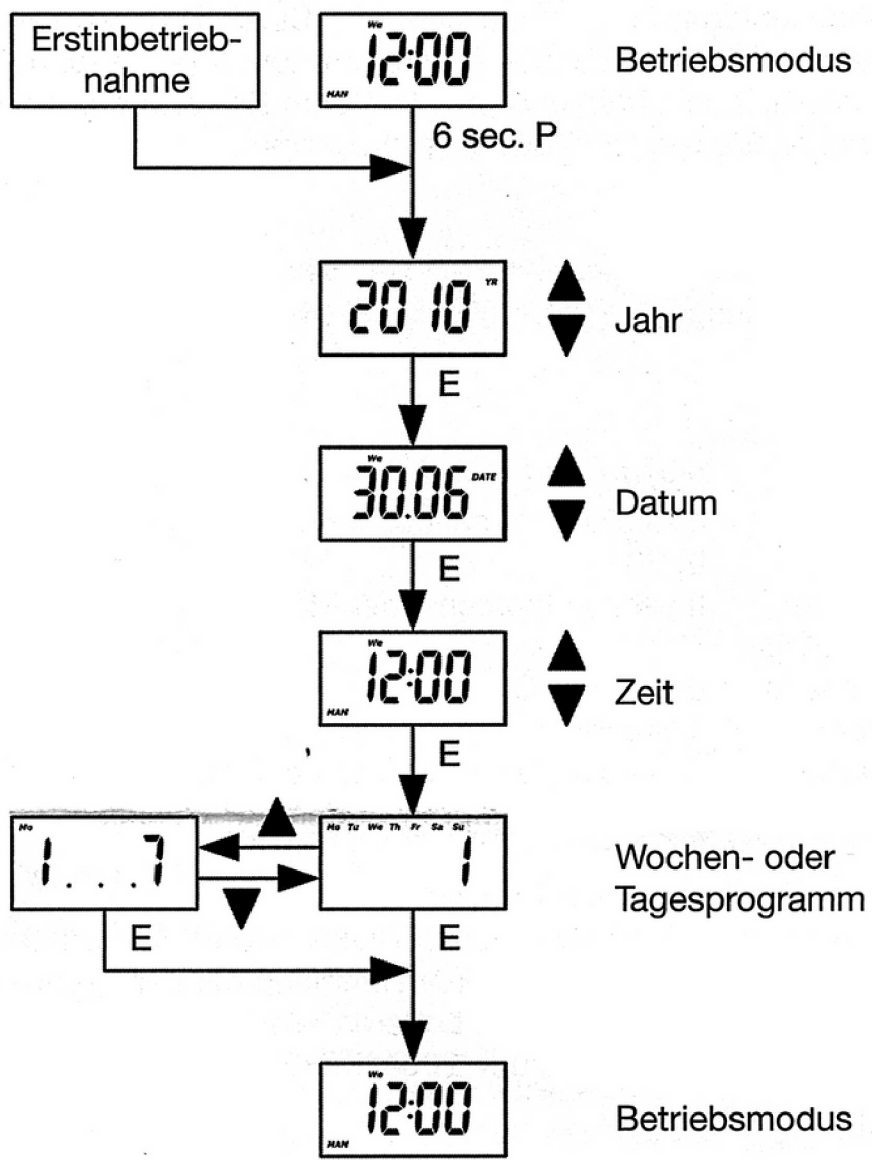 Erstinbetrieb-
nahme
We
12:00
MAN
Betriebsmodus
6 sec. P
2010
YR
Jahr
E
We
30.06
DATE
Datum
E
We
12:00
MAN
Zeit
E
Mo
1...7
Mo Tu We Th Fr Sa Su
1
Wochen- oder
Tagesprogramm
E
E
We
12:00
MAN
Betriebsmodus